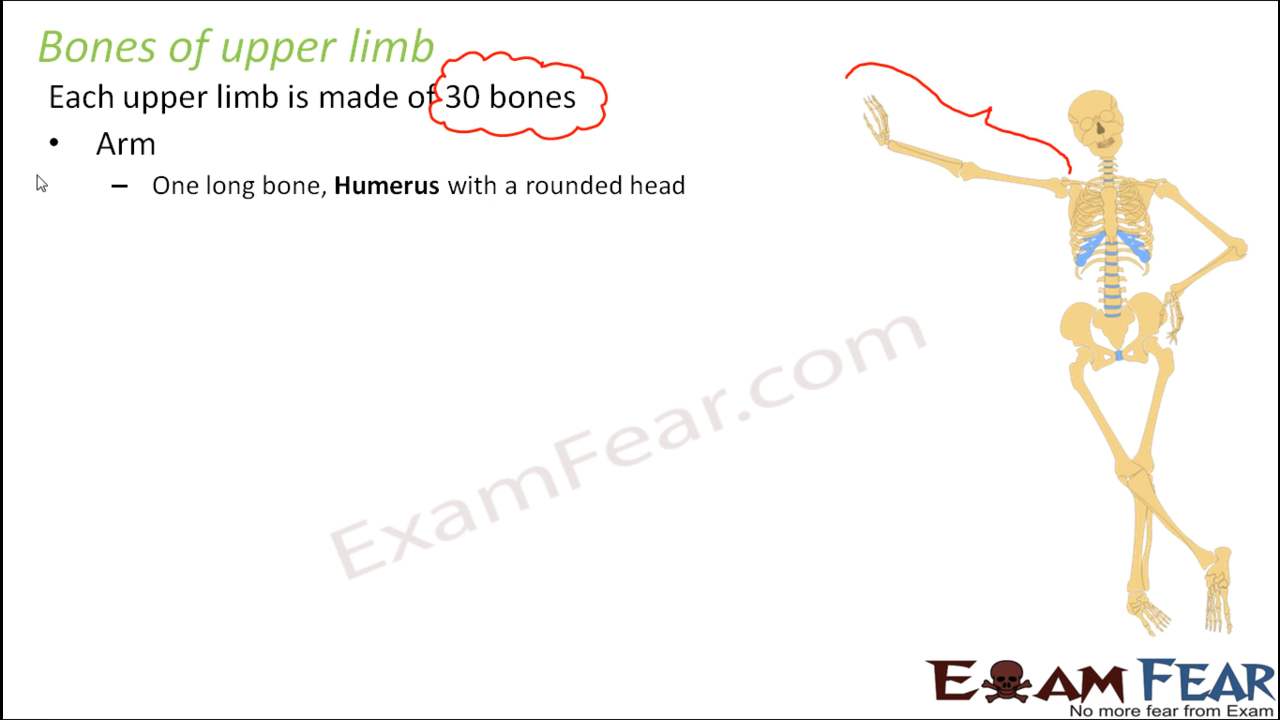 Bones of upper limb
Each upper limb is made of 30 bones
• Arm
– One long bone, Humerus with a rounded head
ExamFear.com
EXAM FEAR
No more fear from Exam